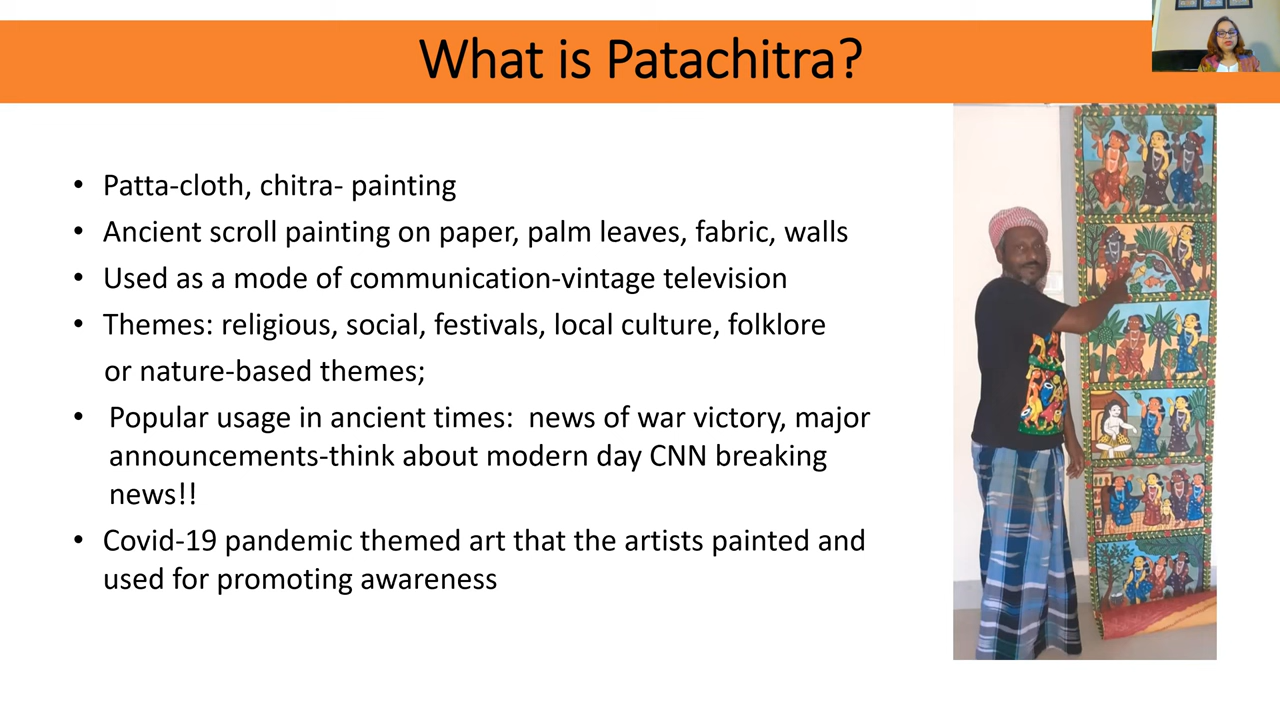 What is Patachitra?
• Patta-cloth, chitra- painting
• Ancient scroll painting on paper, palm leaves, fabric, walls
• Used as a mode of communication-vintage television
• Themes: religious, social, festivals, local culture, folklore
or nature-based themes;
• Popular usage in ancient times:  news of war victory, major
announcements-think about modern day CNN breaking
news!!
• Covid-19 pandemic themed art that the artists painted and
used for promoting awareness